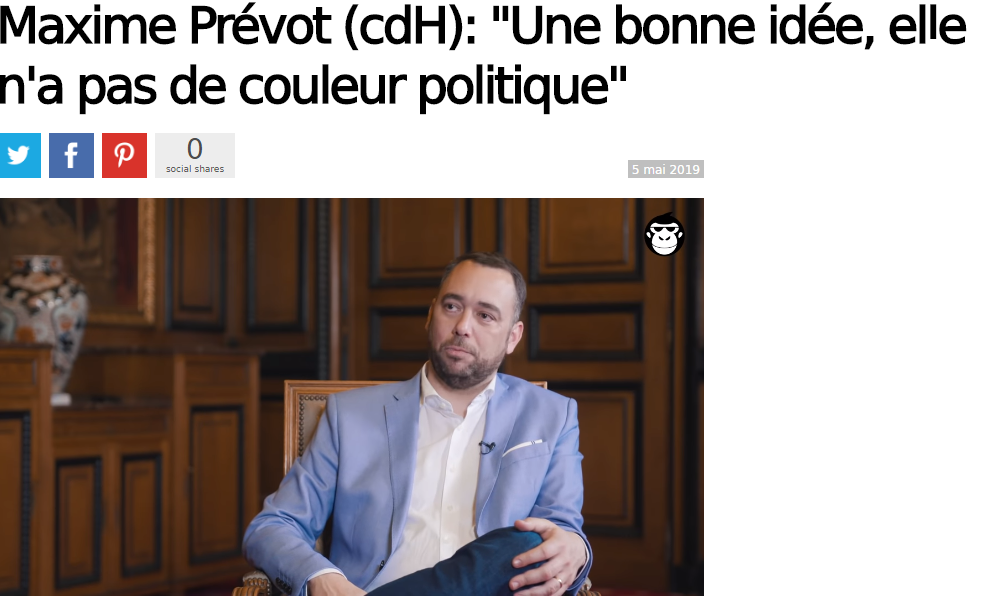 Maxime Prévot (cdH): "Une bonne idée, elle
n'a pas de couleur politique"
0
social shares
5 mai 2019